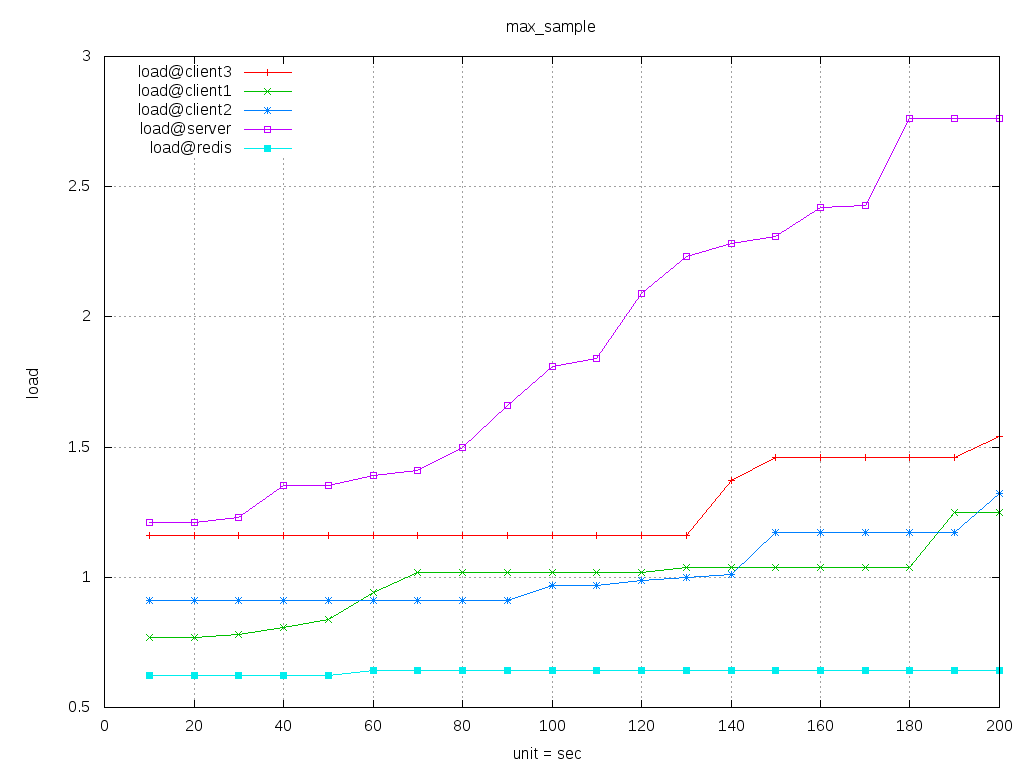 max_sample
3
2.5
2
1.5
1
0.5
load
load@client3
load@client1
load@client2
load@server
load@redis
0 20 40 60 80 100 120 140 160 180 200
unit = sec